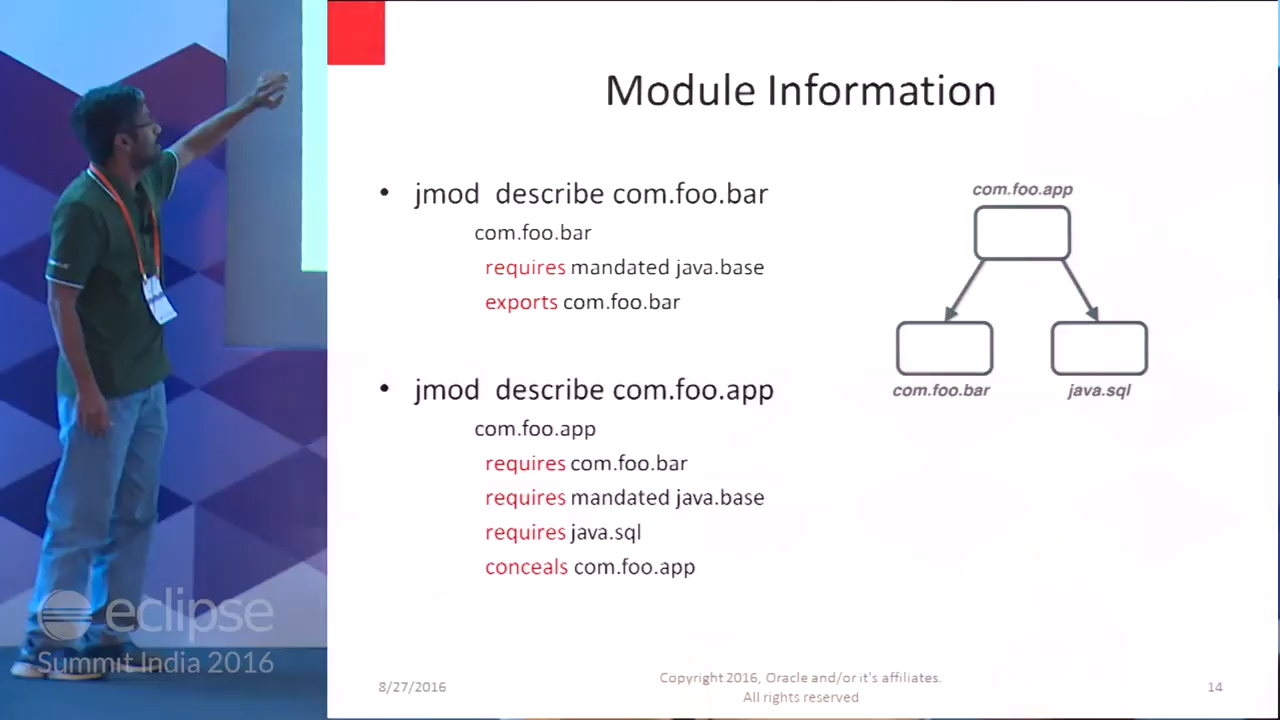 Module Information
• jmod describe com.foo.bar
com.foo.bar
requires mandated java.base
exports com.foo.bar
• jmod describe com.foo.app
com.foo.app
requires com.foo.bar
requires mandated java.base
requires java.sql
conceals com.foo.app
com.foo.app
com.foo.bar
java.sql
eclipse
Summit India 2016
8/27/2016
Copyright 2016, Oracle and/or it's affiliates.
All rights reserved
14